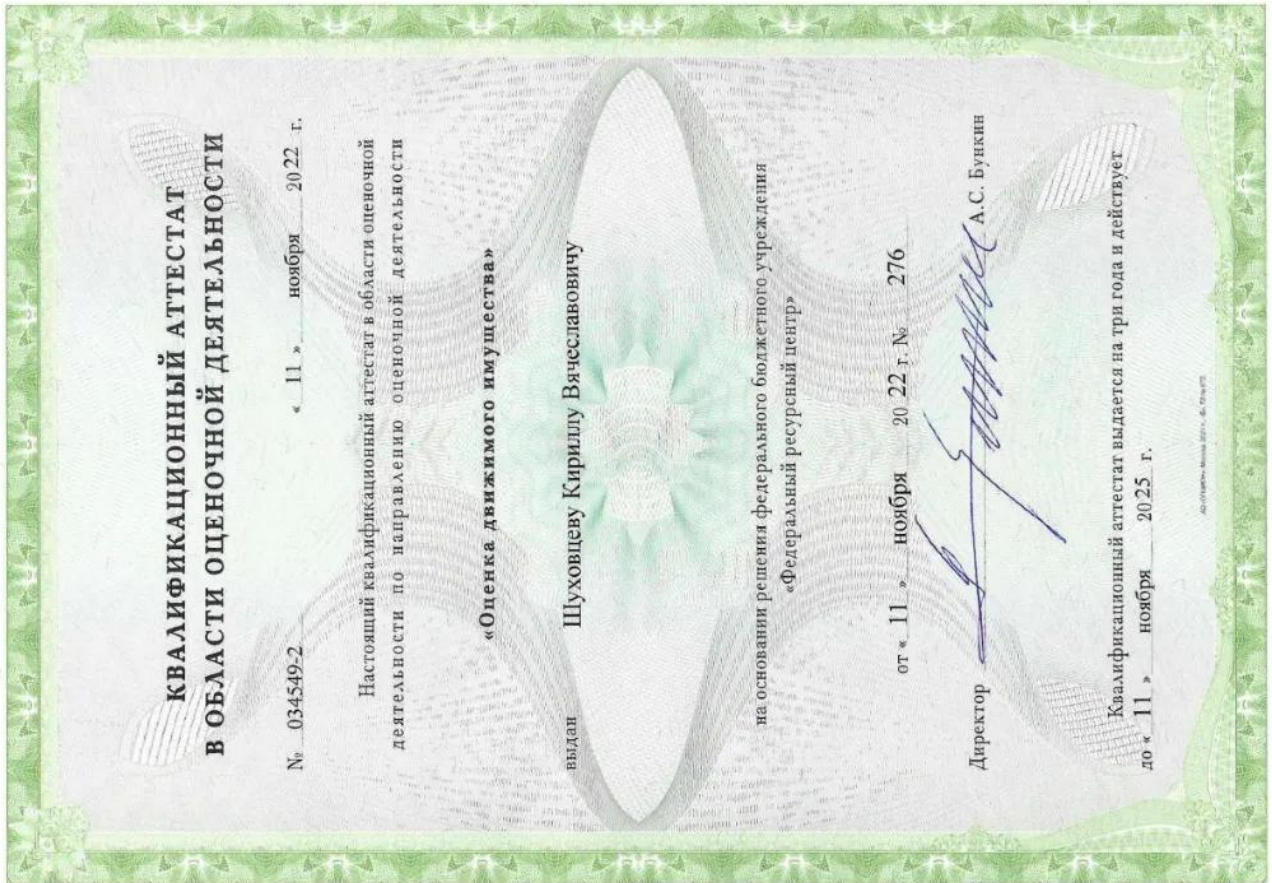 КВАЛИФИКАЦИОННЫЙ АТТЕСТАТ
В ОБЛАСТИ ОЦЕНОЧНОЙ ДЕЯТЕЛЬНОСТИ
№ 034549-2 « 11 » ноября 2022 г.
Настоящий квалификационный аттестат в области оценочной
деятельности по направлению оценочной деятельности
«Оценка движимого имущества»
выдан Шуховцеву Кириллу Вячеславовичу
на основании решения федерального бюджетного учреждения
«Федеральный ресурсный центр»
от « 11 » ноября 20 22 г. № 276
Директор А.С. Бункин
Квалификационный аттестат выдается на три года и действует
до « 11 » ноября 2025 г.